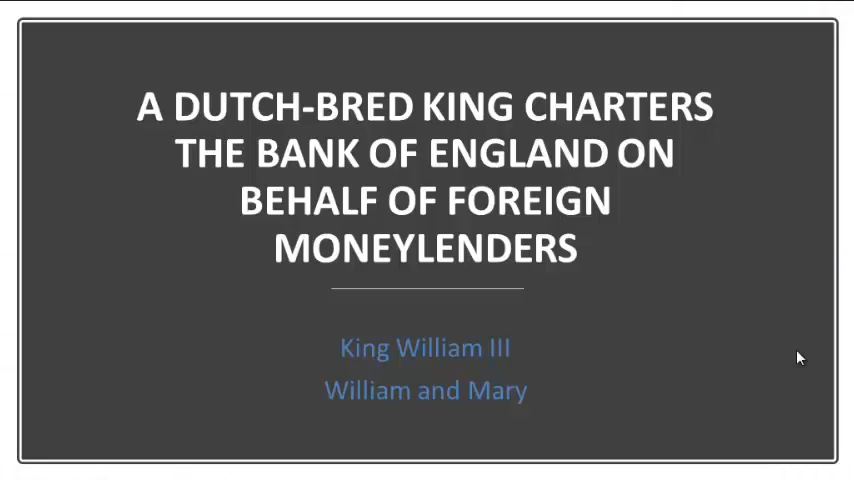 A DUTCH-BRED KING CHARTERS
THE BANK OF ENGLAND ON
BEHALF OF FOREIGN
MONEYLENDERS
King William III
William and Mary